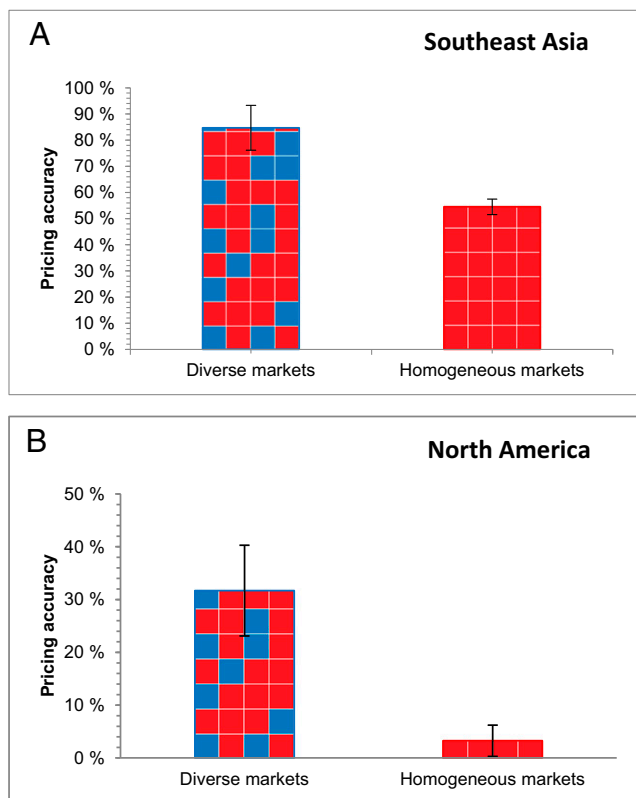 A
Southeast Asia
Pricing accuracy
100 %
90 %
80 %
70 %
60 %
50 %
40 %
30 %
20 %
10 %
0 %
Diverse markets
Homogeneous markets
B
North America
Pricing accuracy
50 %
40 %
30 %
20 %
10 %
0 %
Diverse markets
Homogeneous markets